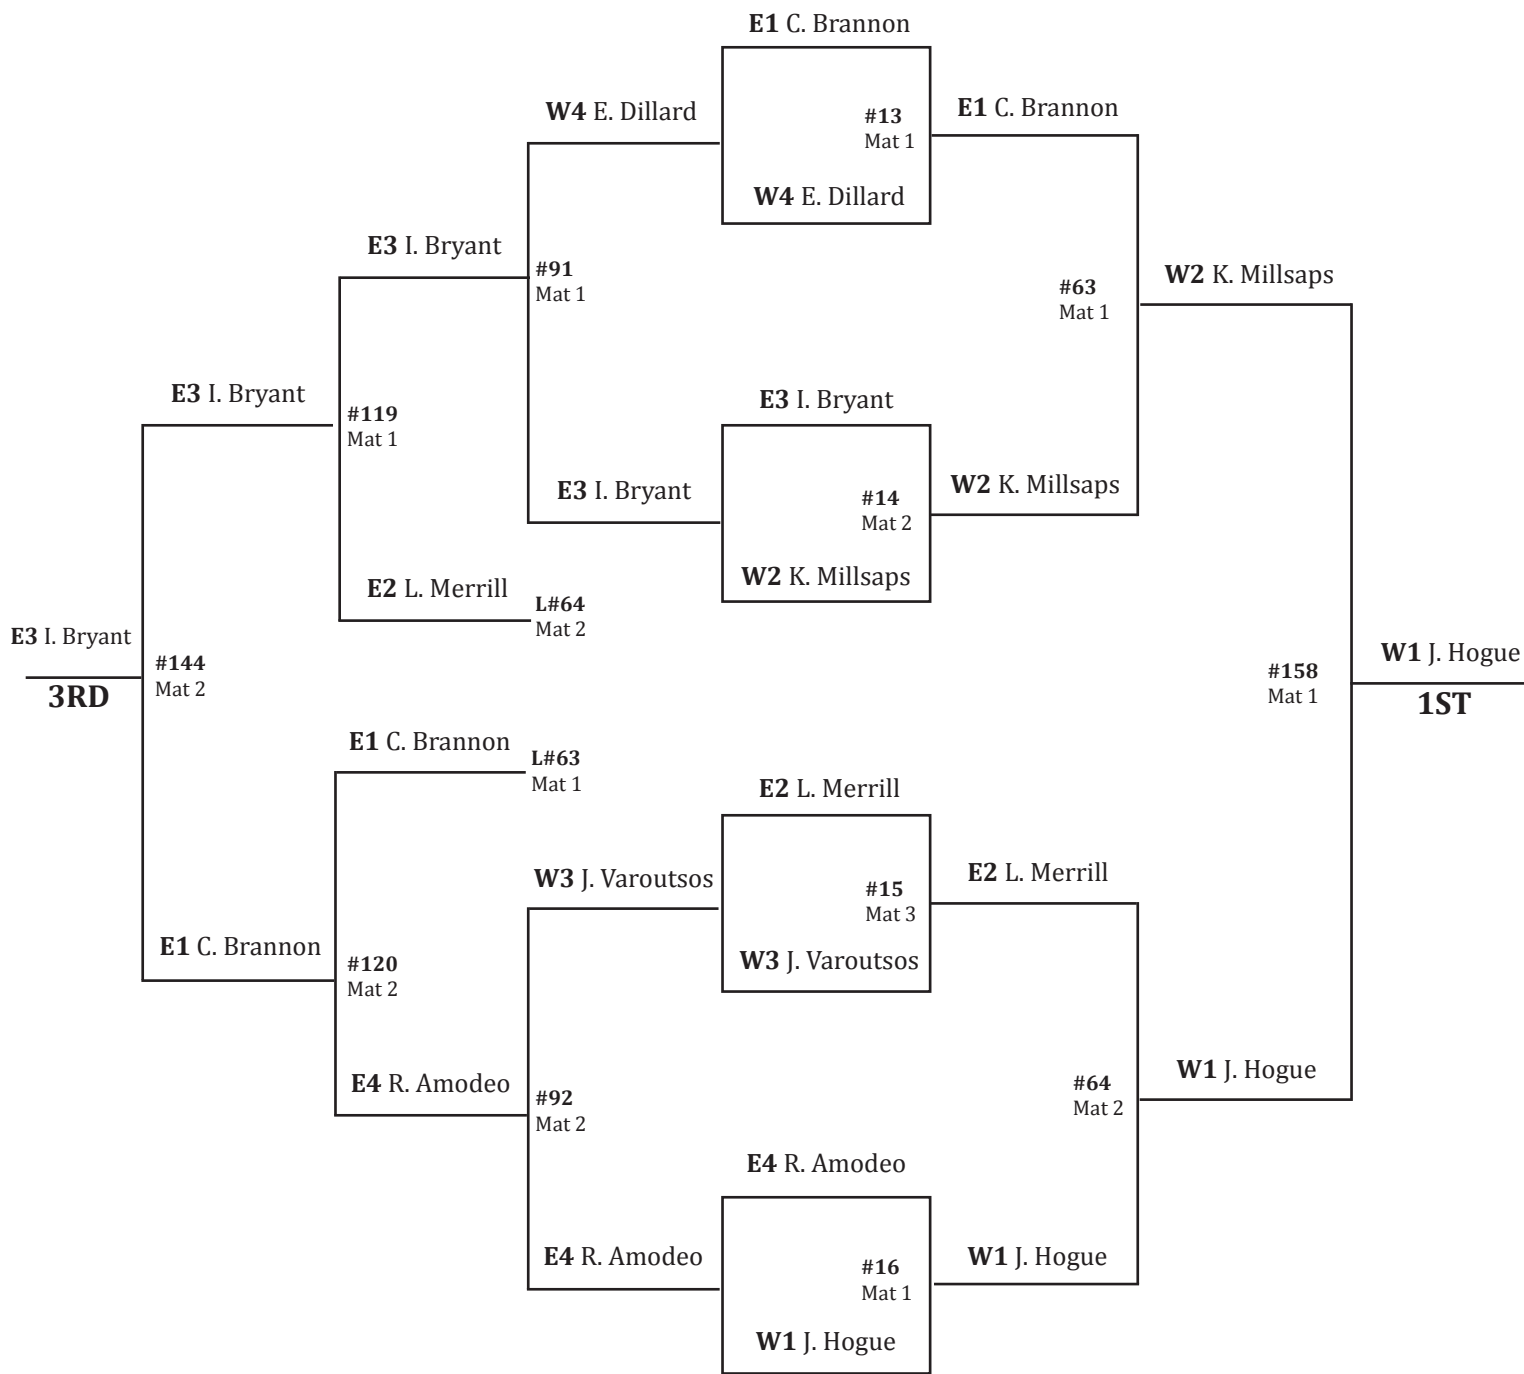 E1 C. Brannon
W4 E. Dillard
#13
Mat 1
E1 C. Brannon
W4 E. Dillard
E3 I. Bryant
#91
Mat 1
#63
Mat 1
W2 K. Millsaps
E3 I. Bryant
#119
Mat 1
E3 I. Bryant
E3 I. Bryant
#14
Mat 2
W2 K. Millsaps
W2 K. Millsaps
E2 L. Merrill
L#64
Mat 2
E3 I. Bryant
3RD
#144
Mat 2
#158
Mat 1
W1 J. Hogue
1ST
E1 C. Brannon
L#63
Mat 1
E2 L. Merrill
W3 J. Varoutsos
#15
Mat 3
E2 L. Merrill
W3 J. Varoutsos
E1 C. Brannon
#120
Mat 2
E4 R. Amodeo
#92
Mat 2
#64
Mat 2
W1 J. Hogue
E4 R. Amodeo
E4 R. Amodeo
#16
Mat 1
W1 J. Hogue
W1 J. Hogue